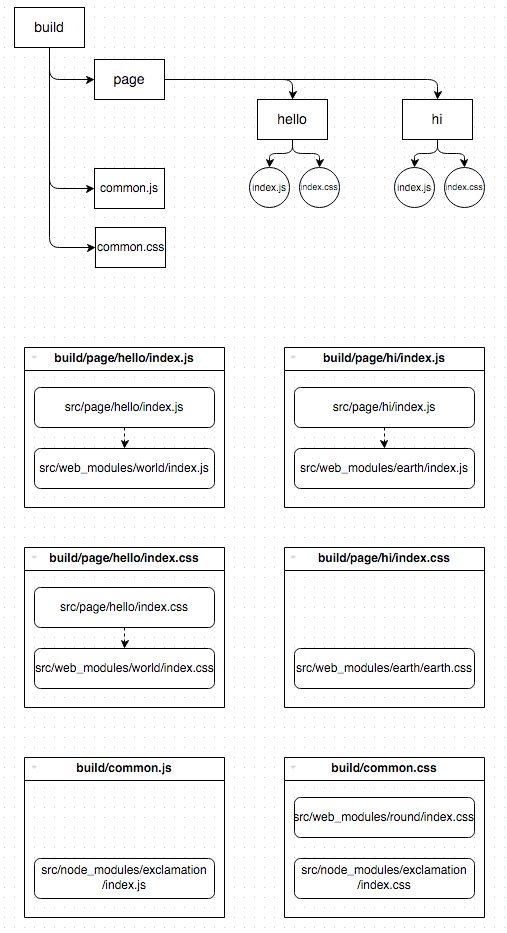 build
page
hello
hi
index.js
index.css
index.js
index.css
common.js
common.css
build/page/hello/index.js
src/page/hello/index.js
src/web_modules/world/index.js
build/page/hi/index.js
src/page/hi/index.js
src/web_modules/earth/index.js
build/page/hello/index.css
src/page/hello/index.css
src/web_modules/world/index.css
build/page/hi/index.css
src/web_modules/earth/earth.css
build/common.js
src/node_modules/exclamation
/index.js
build/common.css
src/web_modules/round/index.css
src/node_modules/exclamation
/index.css